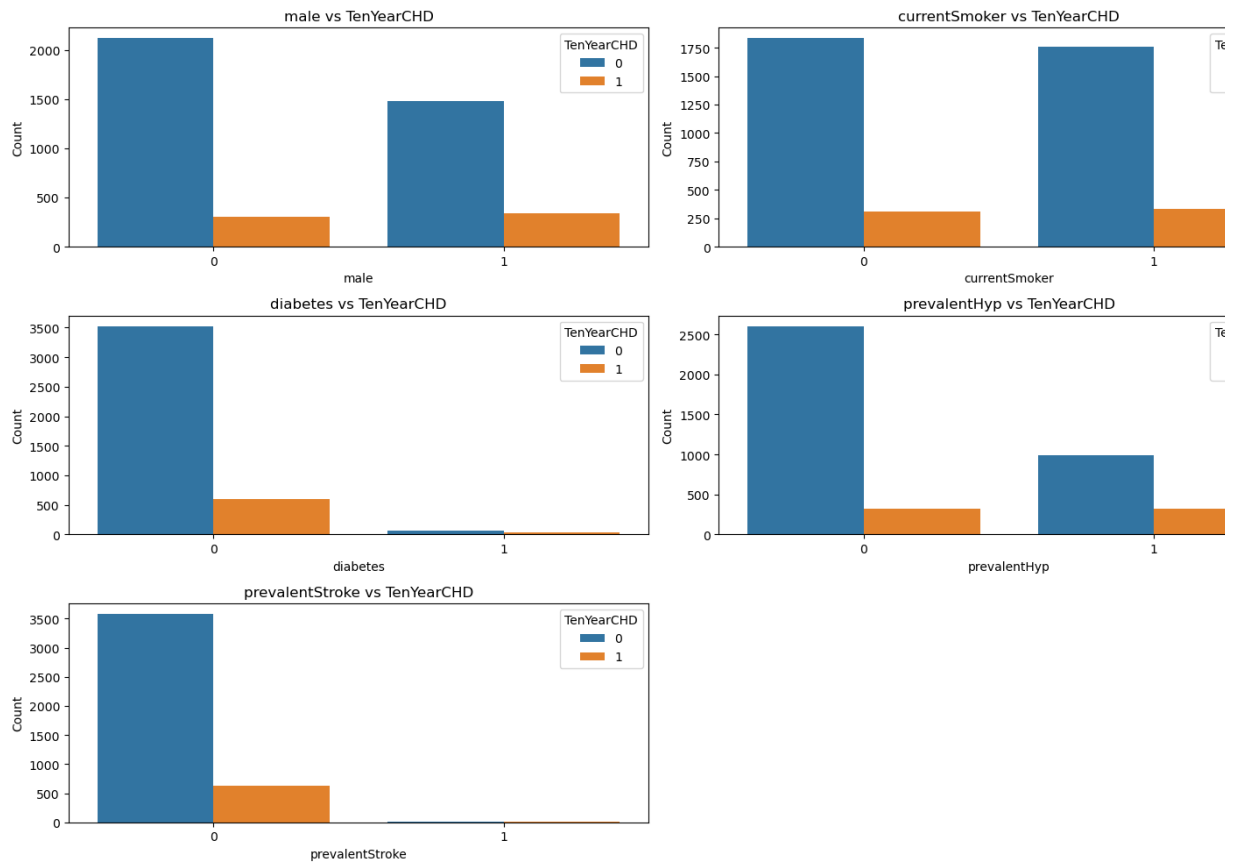 male vs TenYearCHD
TenYearCHD
0
1
2000
1500
1000
500
0
Count
0 1
male
currentSmoker vs TenYearCHD
Te
1750
1500
1250
1000
750
500
250
0
Count
0 1
currentSmoker
diabetes vs TenYearCHD
TenYearCHD
0
1
3500
3000
2500
2000
1500
1000
500
0
Count
0 1
diabetes
prevalentHyp vs TenYearCHD
Te
2500
2000
1500
1000
500
0
Count
0 1
prevalentHyp
prevalentStroke vs TenYearCHD
TenYearCHD
0
1
3500
3000
2500
2000
1500
1000
500
0
Count
0 1
prevalentStroke